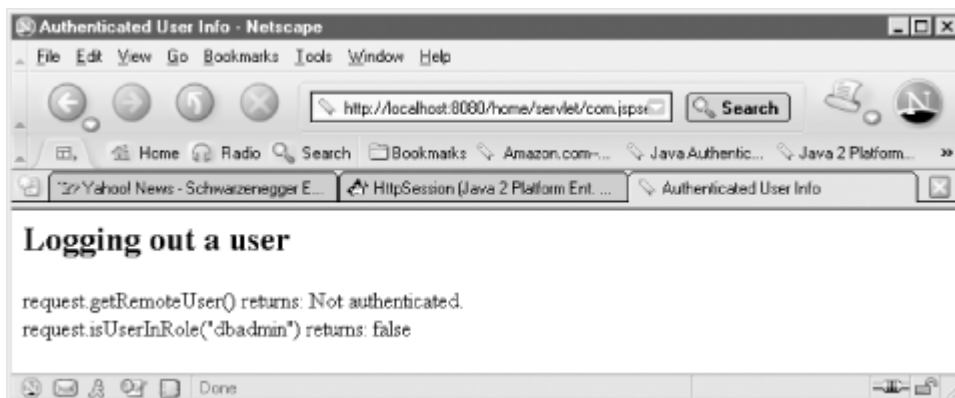 Authenticated User Info - Netscape
File Edit View Go Bookmarks Tools Window Help
http://localhost:8080/home/servlet/com.jpse Search
Home Radio Search Bookmarks Amazon.com--... Java Authentic... Java 2 Platform... »
Yahoo! News - Schwarzenegger E... HttpSession (Java 2 Platform Ent. ... Authenticated User Info
Logging out a user
request.getRemoteUser() returns: Not authenticated.
request.isUserInRole("dbadmin") returns: false
Done